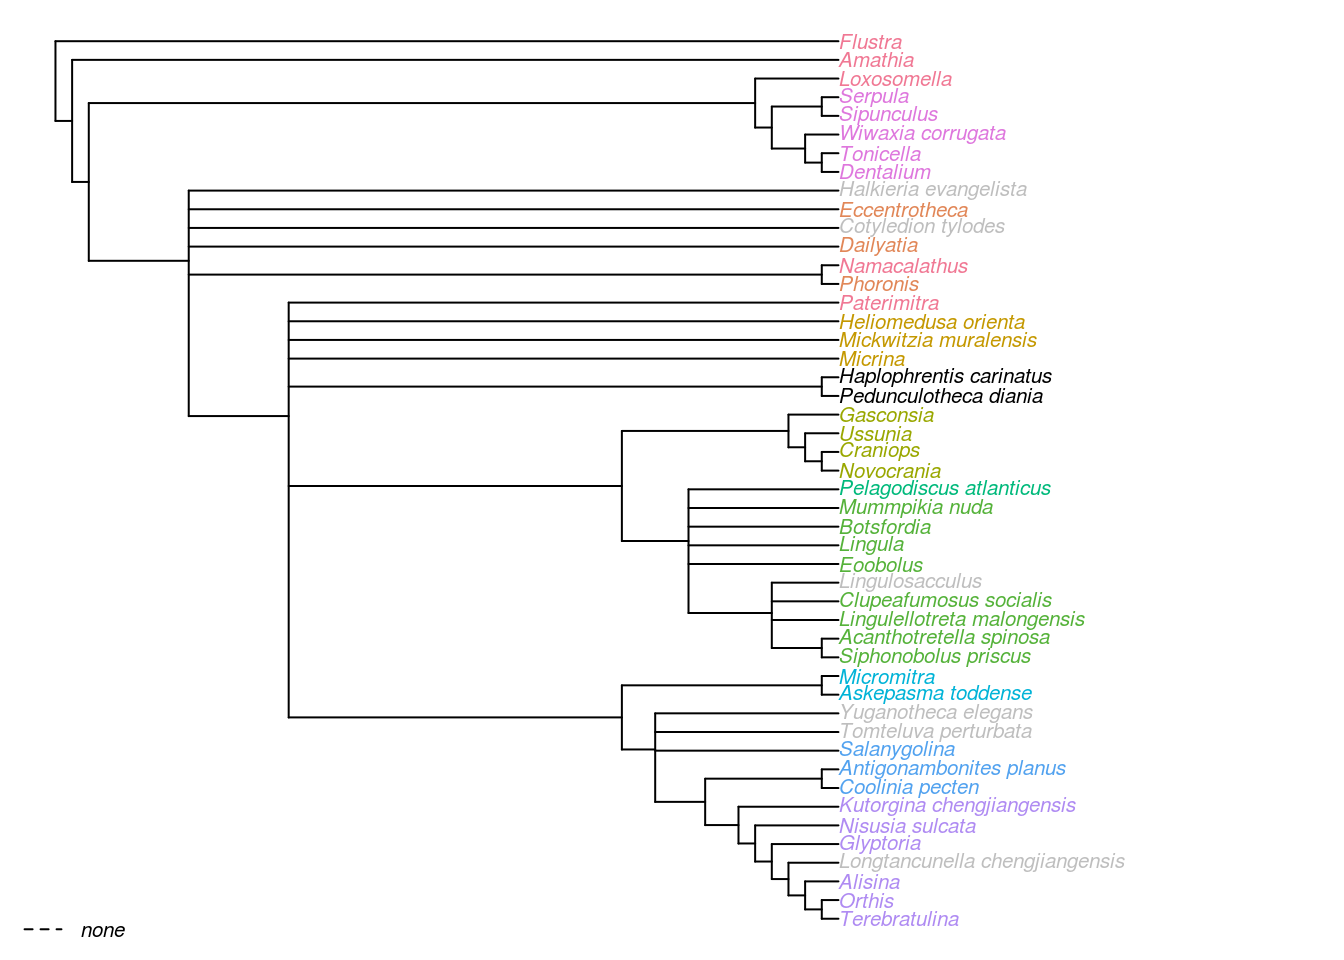 Flustra
Amathia
Loxosomella
Serpula
Sipunculus
Wiwaxia corrugata
Tonicella
Dentalium
Halkieria evangelista
Eccentrotheca
Cotyledion tylodes
Dailyatia
Namacalathus
Phoronis
Paterimitra
Heliomedusa orienta
Mickwitzia muralensis
Micrina
Haplophrentis carinatus
Pedunculotheca diania
Gasconsia
Ussunia
Craniops
Novocrania
Pelagodiscus atlanticus
Mummpikia nuda
Botsfordia
Lingula
Eoobolus
Lingulosacculus
Clupeafumosus socialis
Lingulellotreta malongensis
Acanthotretella spinosa
Siphonobolus priscus
Micromitra
Askepasma toddense
Yuganotheca elegans
Tomteluva perturbata
Salanygolina
Antigonambonites planus
Coolinia pecten
Kutorgina chengjiangensis
Nisusia sulcata
Glyptoria
Longtancunella chengjiangensis
Alisina
Orthis
Terebratulina
none